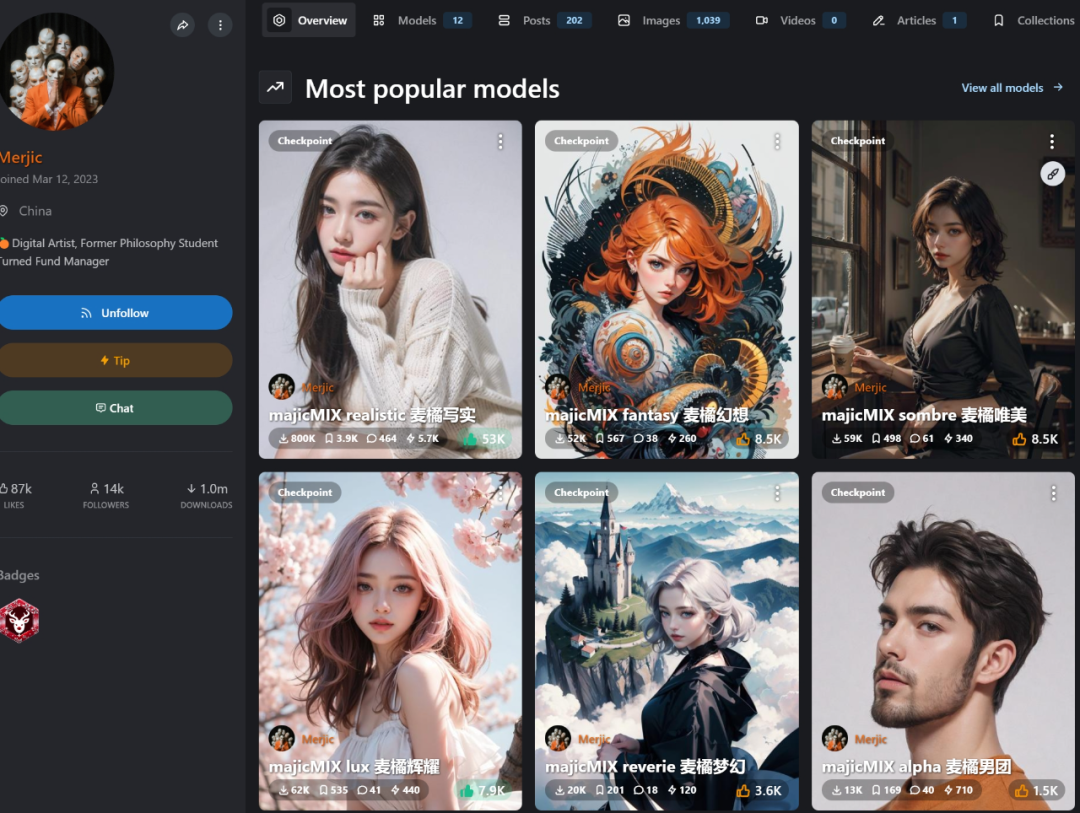 Overview
Models 12
Posts 202
Images 1,039
Videos 0
Articles 1
Collections
Merjic
oined Mar 12, 2023
China
Digital Artist, Former Philosophy Student
Turned Fund Manager
Unfollow
Tip
Chat
87k
LIKES
14k
FOLLOWERS
1.0m
DOWNLOADS
Badges
Most popular models
View all models
Checkpoint
Merjic
majicMIX realistic 麦橘写实
800K 3.9K 464 5.7K 53K
Checkpoint
Merjic
majicMIX fantasy 麦橘幻想
52K 567 38 260 8.5K
Checkpoint
Merjic
majicMIX sombre 麦橘唯美
59K 498 61 340 8.5K
Checkpoint
Merjic
majicMIX lux 麦橘辉耀
62K 535 41 440 7.9K
Checkpoint
Merjic
majicMIX reverie 麦橘梦幻
20K 201 18 120 3.6K
Checkpoint
Merjic
majicMIX alpha 麦橘男团
13K 169 40 710 1.5K